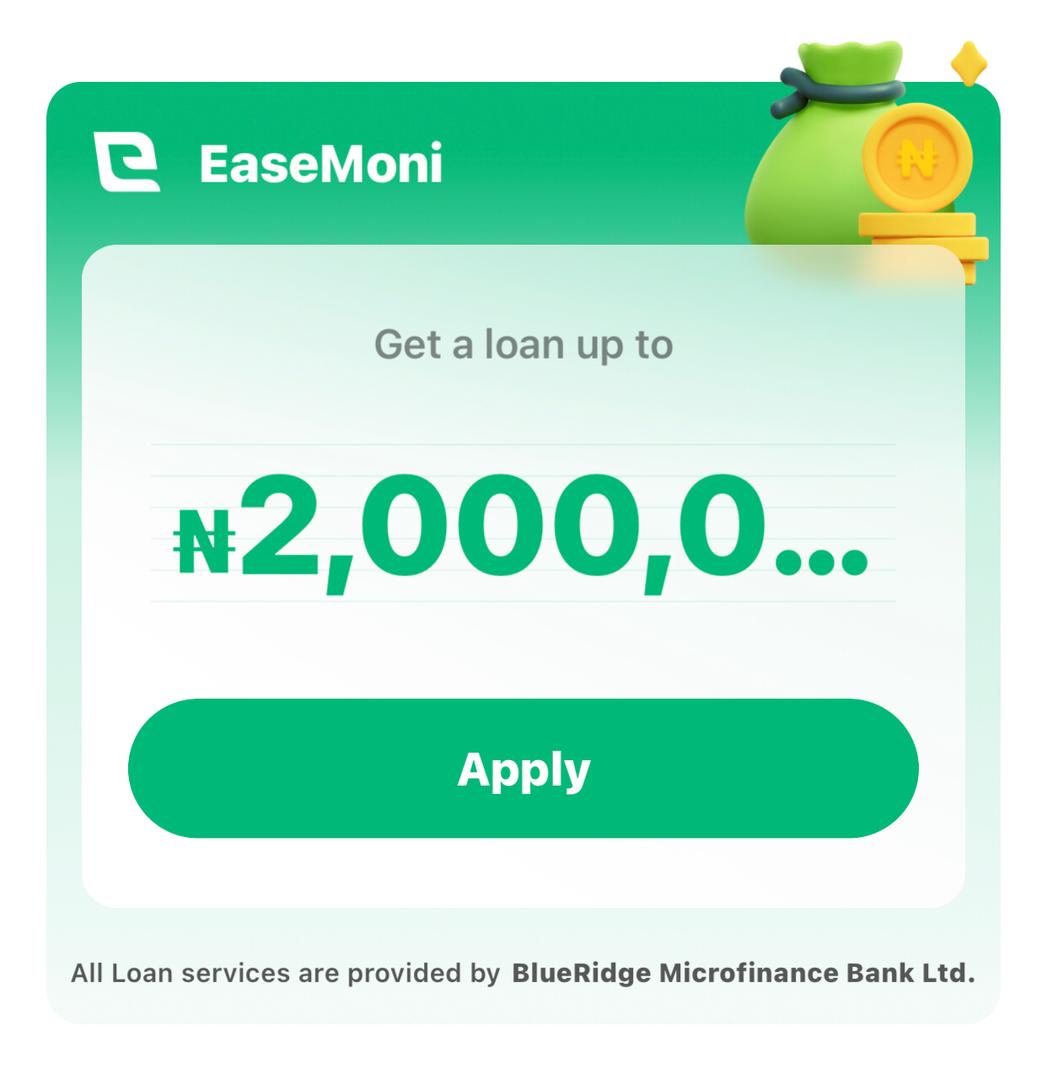 EaseMoni
₦
Get a loan up to
₦2,000,0...
Apply
All Loan services are provided by BlueRidge Microfinance Bank Ltd.